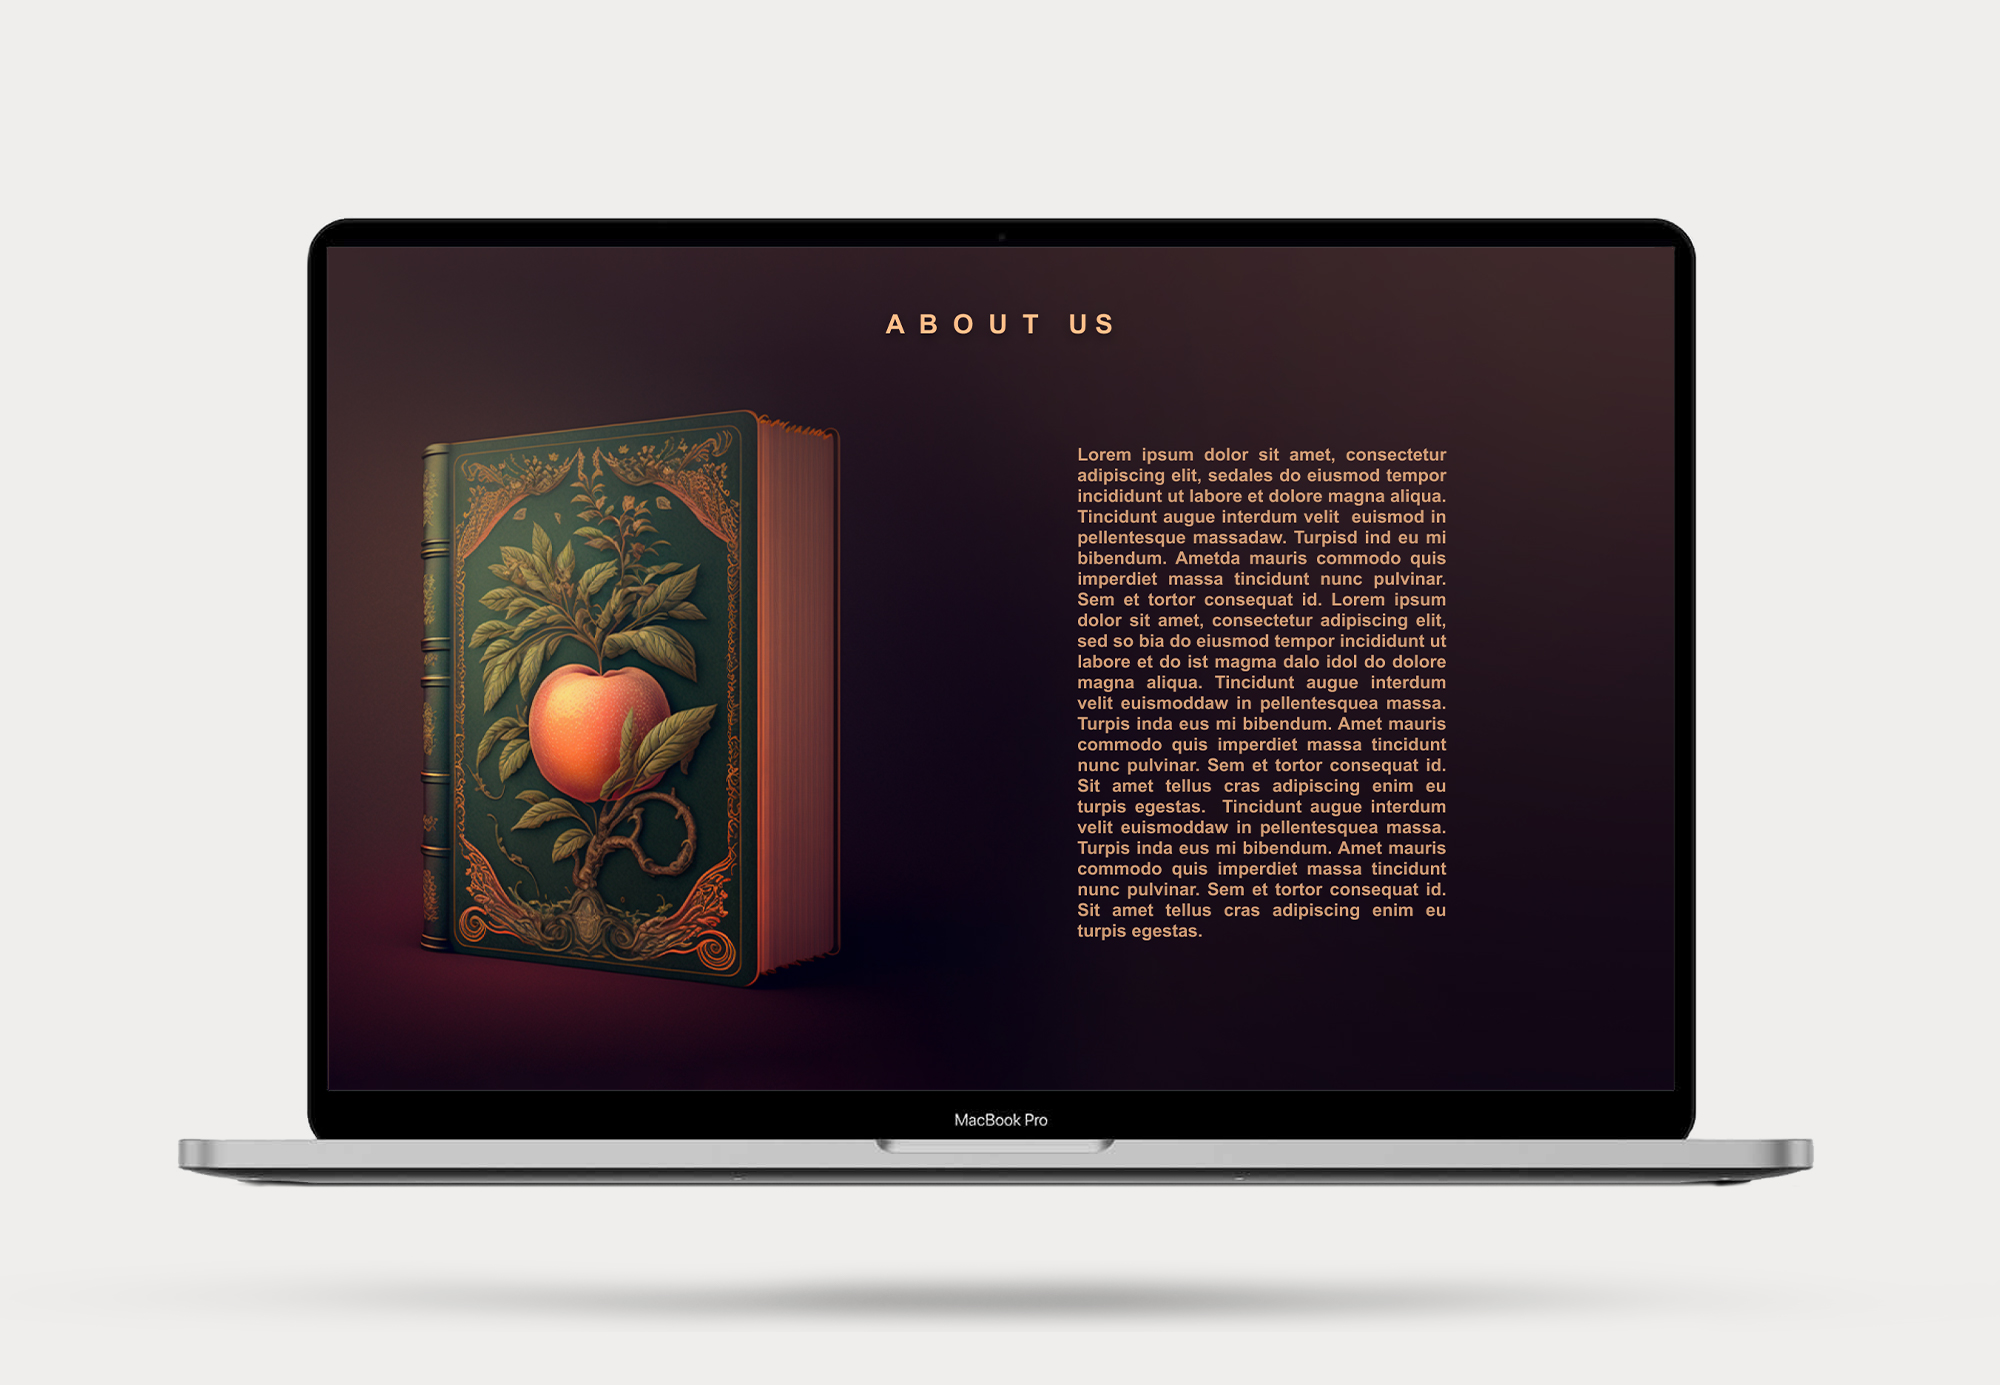 ABOUT US
Lorem ipsum dolor sit amet, consectetur
adipiscing elit, sedales do eiusmod tempor
incididunt ut labore et dolore magna aliqua.
Tincidunt augue interdum velit  euismod in
pellentesque massadaw. Turpisd ind eu mi
bibendum. Ametda mauris commodo quis
imperdiet massa tincidunt nunc pulvinar.
Sem et tortor consequat id. Lorem ipsum
dolor sit amet, consectetur adipiscing elit,
sed so bia do eiusmod tempor incididunt ut
labore et do ist magma dalo idol do dolore
magna aliqua. Tincidunt augue interdum
velit euismoddaw in pellentesquea massa.
Turpis inda eus mi bibendum. Amet mauris
commodo quis imperdiet massa tincidunt
nunc pulvinar. Sem et tortor consequat id.
Sit amet tellus cras adipiscing enim eu
turpis egestas.  Tincidunt augue interdum
velit euismoddaw in pellentesquea massa.
Turpis inda eus mi bibendum. Amet mauris
commodo quis imperdiet massa tincidunt
nunc pulvinar. Sem et tortor consequat id.
Sit amet tellus cras adipiscing enim eu
turpis egestas.
MacBook Pro